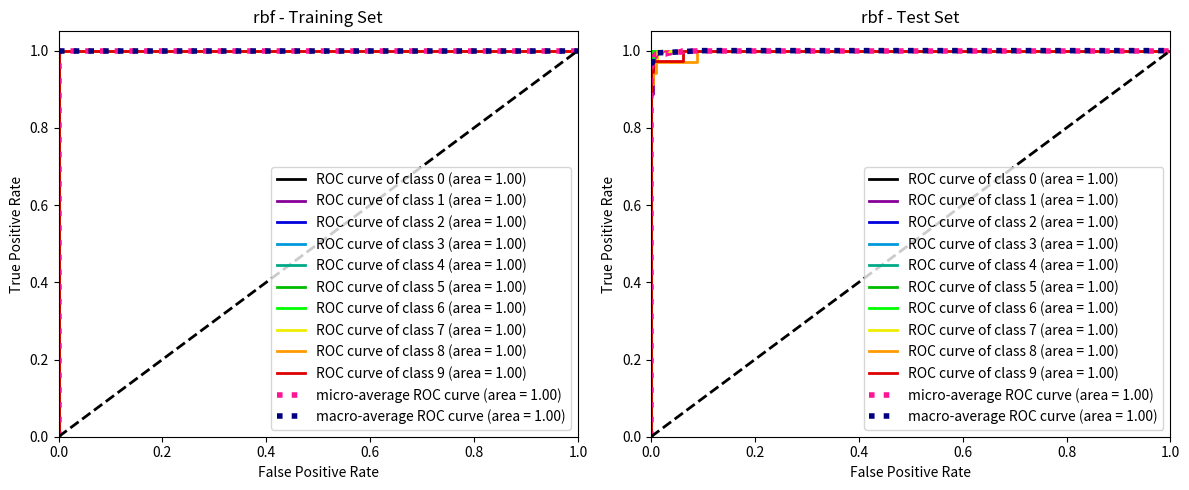 rbf - Training Set
1.0
0.8
0.6
0.4
0.2
0.0
True Positive Rate
ROC curve of class 0 (area = 1.00)
ROC curve of class 1 (area = 1.00)
ROC curve of class 2 (area = 1.00)
ROC curve of class 3 (area = 1.00)
ROC curve of class 4 (area = 1.00)
ROC curve of class 5 (area = 1.00)
ROC curve of class 6 (area = 1.00)
ROC curve of class 7 (area = 1.00)
ROC curve of class 8 (area = 1.00)
ROC curve of class 9 (area = 1.00)
micro-average ROC curve (area = 1.00)
macro-average ROC curve (area = 1.00)
0.0 0.2 0.4 0.6 0.8 1.0
False Positive Rate
rbf - Test Set
1.0
0.8
0.6
0.4
0.2
0.0
True Positive Rate
ROC curve of class 0 (area = 1.00)
ROC curve of class 1 (area = 1.00)
ROC curve of class 2 (area = 1.00)
ROC curve of class 3 (area = 1.00)
ROC curve of class 4 (area = 1.00)
ROC curve of class 5 (area = 1.00)
ROC curve of class 6 (area = 1.00)
ROC curve of class 7 (area = 1.00)
ROC curve of class 8 (area = 1.00)
ROC curve of class 9 (area = 1.00)
micro-average ROC curve (area = 1.00)
macro-average ROC curve (area = 1.00)
0.0 0.2 0.4 0.6 0.8 1.0
False Positive Rate